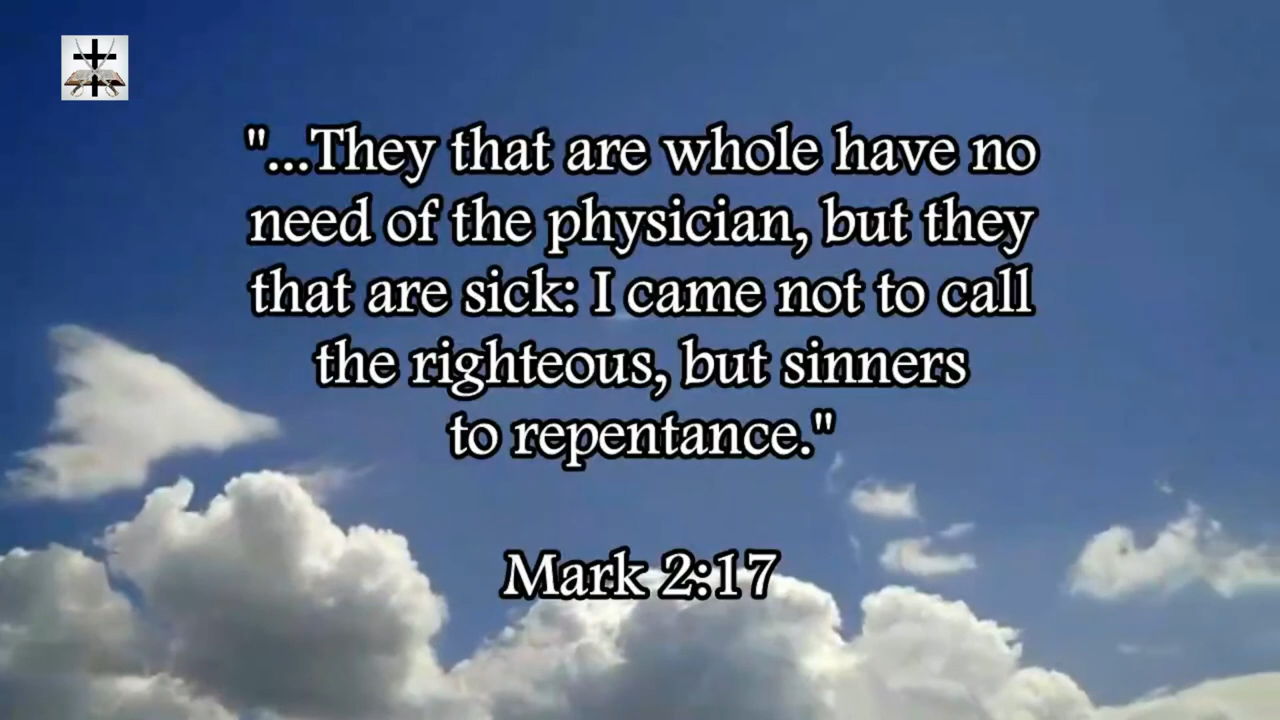 "...They that are whole have no
need of the physician, but they
that are sick: I came not to call
the righteous, but sinners
to repentance."
Mark 2:17